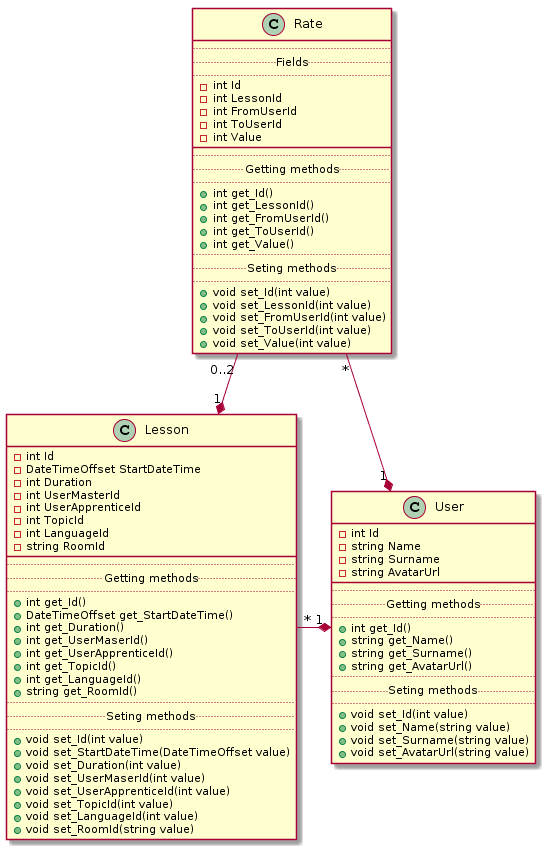 C Rate
Fields
int Id
int LessonId
int FromUserId
int ToUserId
int Value
Getting methods
int get_Id()
int get_LessonId()
int get_FromUserId()
int get_ToUserId()
int get_Value()
Seting methods
void set_Id(int value)
void set_LessonId(int value)
void set_FromUserId(int value)
void set_ToUserId(int value)
void set_Value(int value)
0..2
*
1
1
C Lesson
int Id
DateTimeOffset StartDateTime
int Duration
int UserMasterId
int UserApprenticeId
int TopicId
int LanguageId
string RoomId
Getting methods
int get_Id()
DateTimeOffset get_StartDateTime()
int get_Duration()
int get_UserMaserId()
int get_UserApprenticeId()
int get_TopicId()
int get_LanguageId()
string get_RoomId()
Seting methods
void set_Id(int value)
void set_StartDateTime(DateTimeOffset value)
void set_Duration(int value)
void set_UserMaserId(int value)
void set_UserApprenticeId(int value)
void set_TopicId(int value)
void set_LanguageId(int value)
void set_RoomId(string value)
* 1
C User
int Id
string Name
string Surname
string AvatarUrl
Getting methods
int get_Id()
string get_Name()
string get_Surname()
string get_AvatarUrl()
Seting methods
void set_Id(int value)
void set_Name(string value)
void set_Surname(string value)
void set_AvatarUrl(string value)